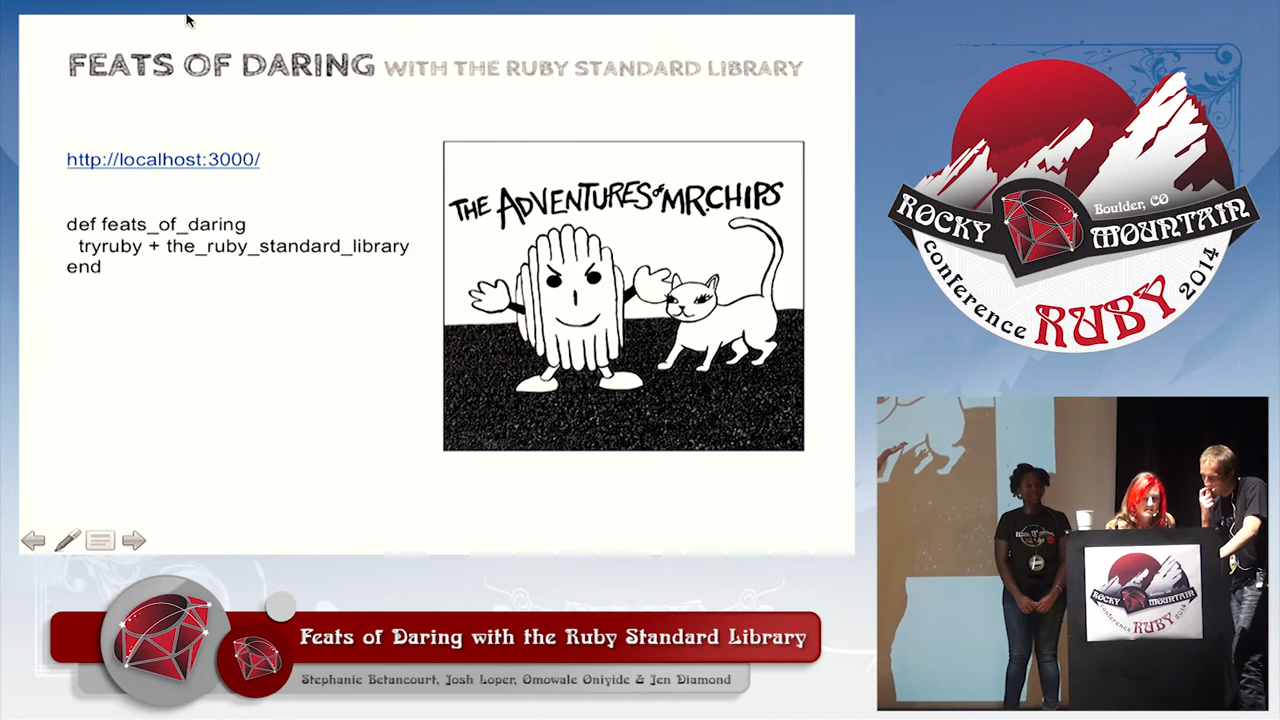 FEATS OF DARING WITH THE RUBY STANDARD LIBRARY
http://localhost:3000/
def feats_of_daring
tryruby + the_ruby_standard_library
end
THE ADVENTURES of MR.CHIPS
Boulder, CO
ROCKY MOUNTAIN
conference RUBY 2014
ROCKY MOUNTAIN
conference RUBY 2014
Feats of Daring with the Ruby Standard Library
Stephanie Betancourt, Josh Loper, Omowale Oniyide & Jen Diamond